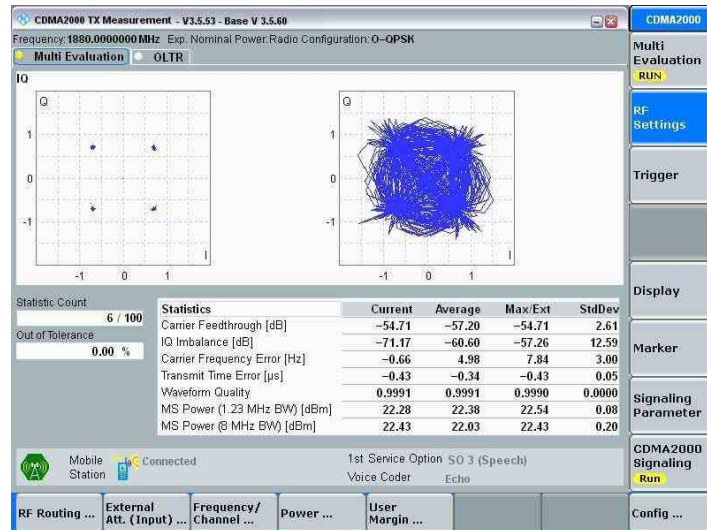 CDMA2000 TX Measurement - V3.5.53 - Base V 3.5.60
CDMA2000
Frequency: 1880.0000000 MHz Exp. Nominal Power: Radio Configuration: O-QPSK
Multi Evaluation OLTR
Multi
Evaluation
RUN
IQ
Q
1
0
-1
I
-1 0 1
Q
1
0
-1
I
-1 0 1
RF
Settings
Trigger
Display
Marker
Signaling
Parameter
CDMA2000
Signaling
Run
Statistic Count
6 / 100
Out of Tolerance
0.00 %
Statistics Current Average Max/Ext StdDev
Carrier Feedthrough [dB] -54.71 -57.20 -54.71 2.61
IQ Imbalance [dB] -71.17 -60.60 -57.26 12.59
Carrier Frequency Error [Hz] -0.66 4.98 7.84 3.00
Transmit Time Error [µs] -0.43 -0.34 -0.43 0.05
Waveform Quality 0.9991 0.9991 0.9990 0.0000
MS Power (1.23 MHz BW) [dBm] 22.28 22.38 22.54 0.08
MS Power (8 MHz BW) [dBm] 22.43 22.03 22.43 0.20
Mobile
Station
Connected
1st Service Option SO 3 (Speech)
Voice Coder Echo
RF Routing ...
External
Att. (Input) ...
Frequency/
Channel ...
Power ...
User
Margin ...
Config ...